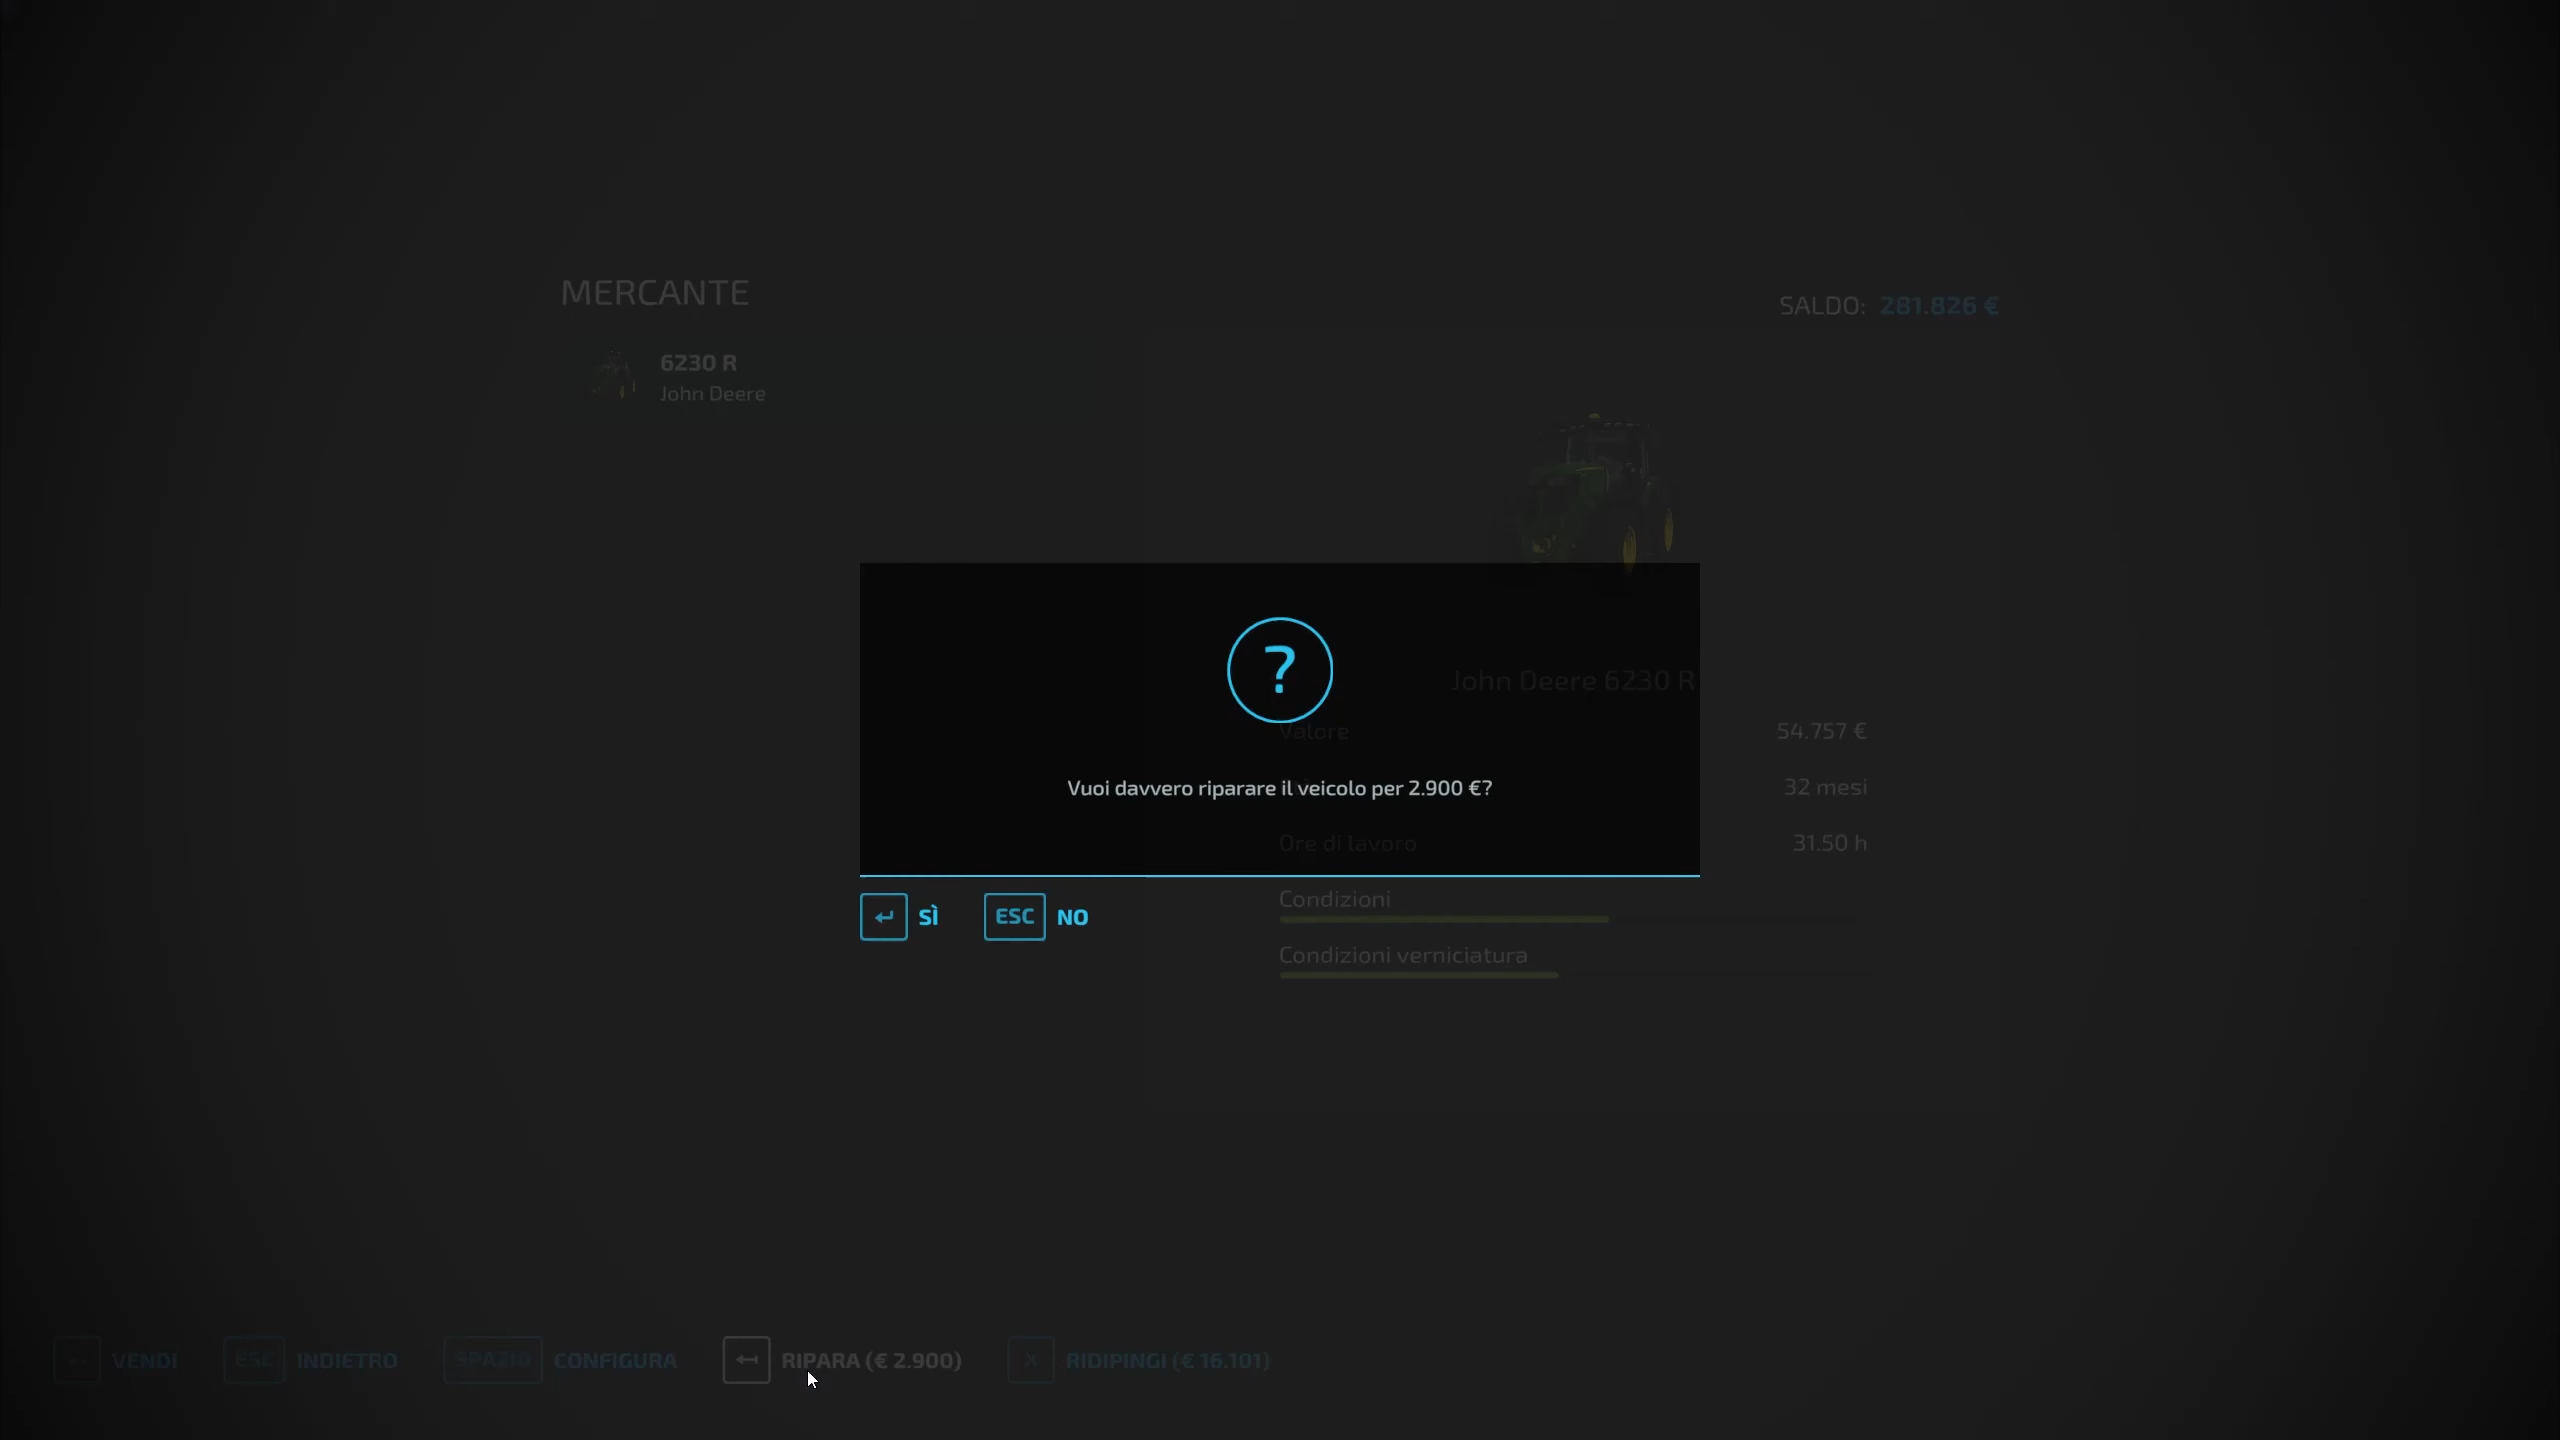 MERCANTE
SALDO: 281.826 €
6230 R
John Deere
?
John Deere 6230 R
Valore 54.757 €
Vuoi davvero riparare il veicolo per 2.900 €?
32 mesi
Ore di lavoro 31.50 h
Condizioni
SÌ ESC NO
Condizioni verniciatura
VENDI ESC INDIETRO SPAZIO CONFIGURA RIPARA (€ 2.900) X RIDIPINGI (€ 16.101)